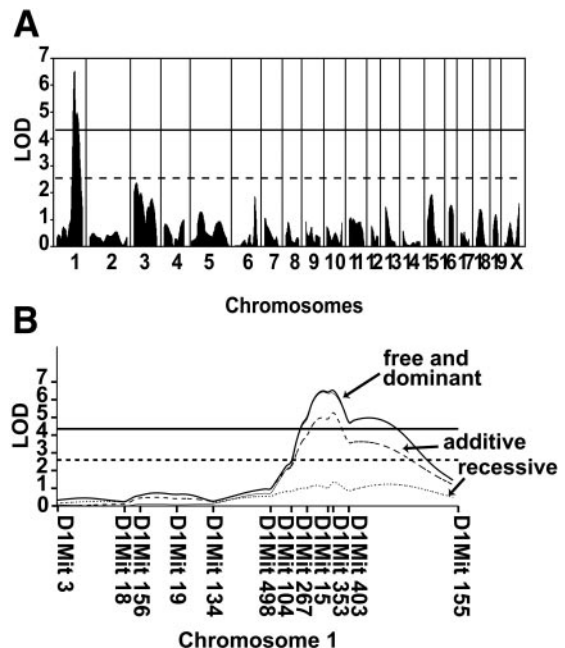 A
7
6
5
4
3
2
1
0
LOD
1 2 3 4 5 6 7 8 9 10 11 12 13 14 15 16 17 18 19 X
Chromosomes
B
free and
dominant
7
6
5
4
3
2
1
0
LOD
additive
recessive
D1Mit 3
D1Mit 18
D1Mit 156
D1Mit 19
D1Mit 134
D1Mit 498
D1Mit 104
D1Mit 267
D1Mit 15
D1Mit 353
D1Mit 403
D1Mit 155
Chromosome 1